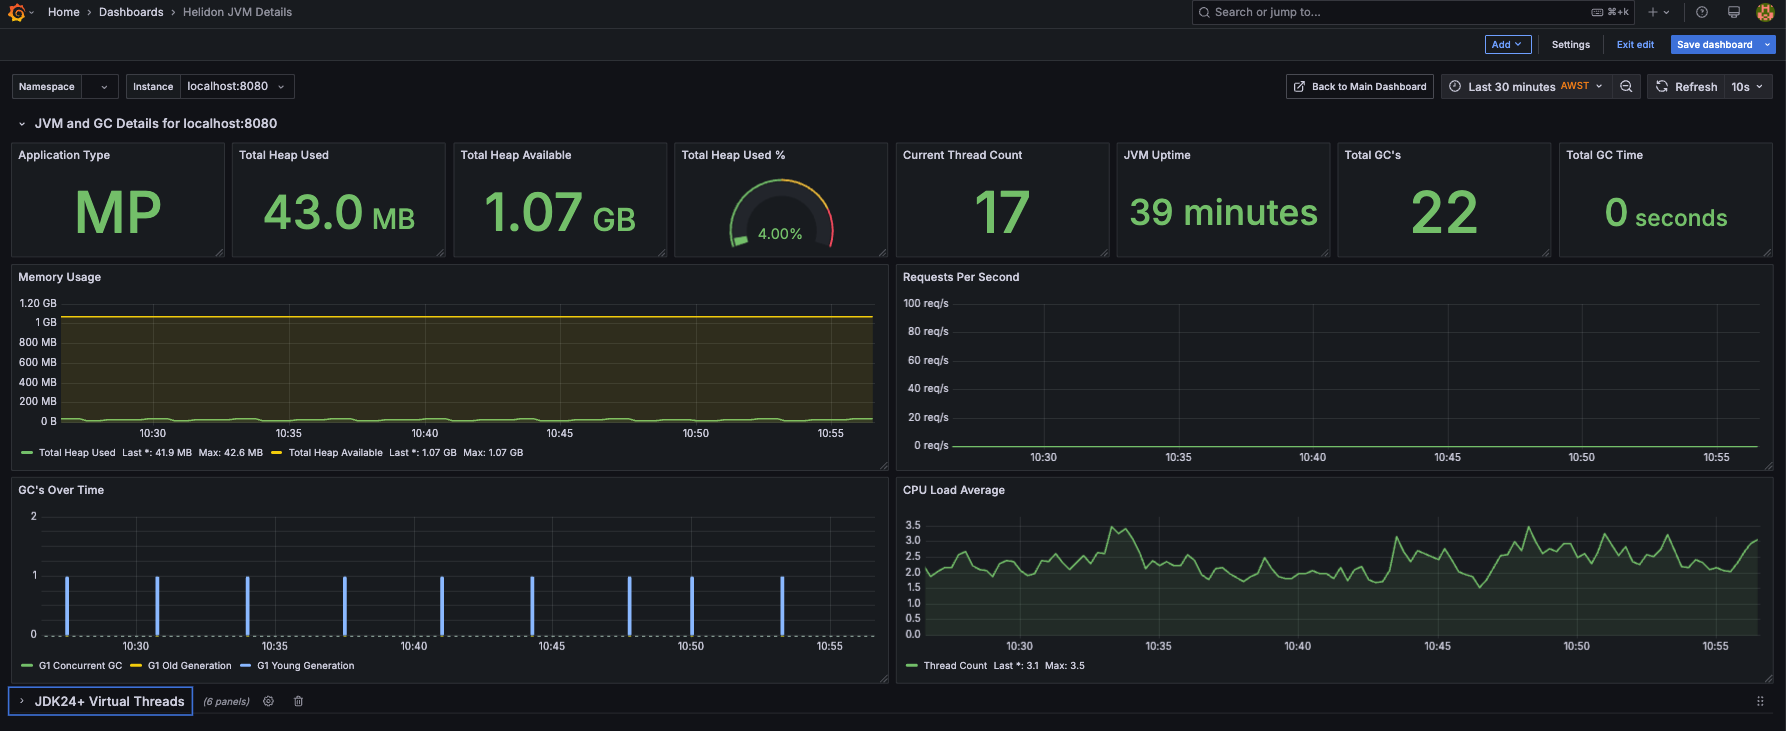 Home › Dashboards › Helidon JVM Details
Search or jump to... ⌘+k
Add Settings Exit edit Save dashboard
Namespace Instance localhost:8080 Back to Main Dashboard Last 30 minutes AWST Refresh 10s
JVM and GC Details for localhost:8080
Application Type
MP
Total Heap Used
43.0 MB
Total Heap Available
1.07 GB
Total Heap Used %
4.00%
Current Thread Count
17
JVM Uptime
39 minutes
Total GC's
22
Total GC Time
0 seconds
Memory Usage
1.20 GB
1 GB
800 MB
600 MB
400 MB
200 MB
0 B
10:30 10:35 10:40 10:45 10:50 10:55
Total Heap Used Last *: 41.9 MB Max: 42.6 MB Total Heap Available Last *: 1.07 GB Max: 1.07 GB
Requests Per Second
100 req/s
80 req/s
60 req/s
40 req/s
20 req/s
0 req/s
10:30 10:35 10:40 10:45 10:50 10:55
GC's Over Time
2
1
0
10:30 10:35 10:40 10:45 10:50 10:55
G1 Concurrent GC G1 Old Generation G1 Young Generation
CPU Load Average
3.5
3.0
2.5
2.0
1.5
1.0
0.5
0.0
10:30 10:35 10:40 10:45 10:50 10:55
Thread Count Last *: 3.1 Max: 3.5
JDK24+ Virtual Threads (6 panels)